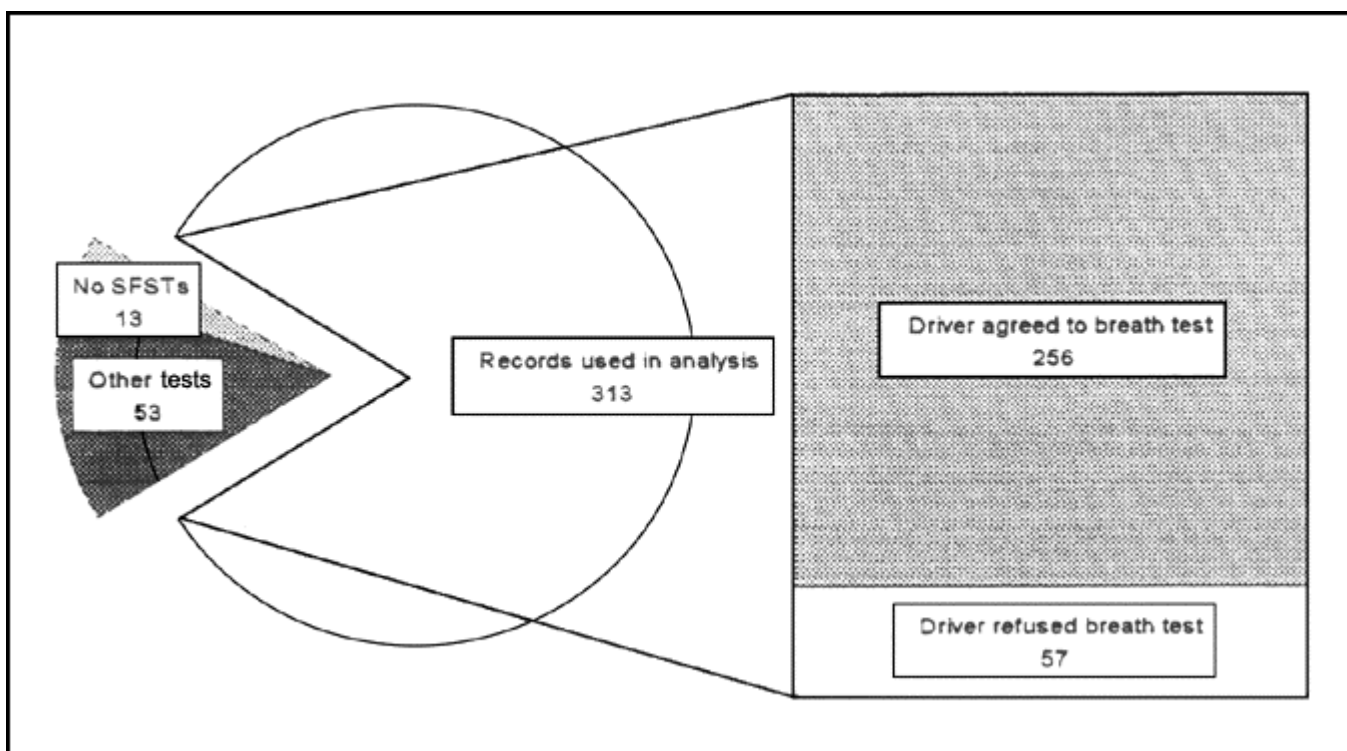 No SFSTs
13
Other tests
53
Records used in analysis
313
Driver agreed to breath test
256
Driver refused breath test
57